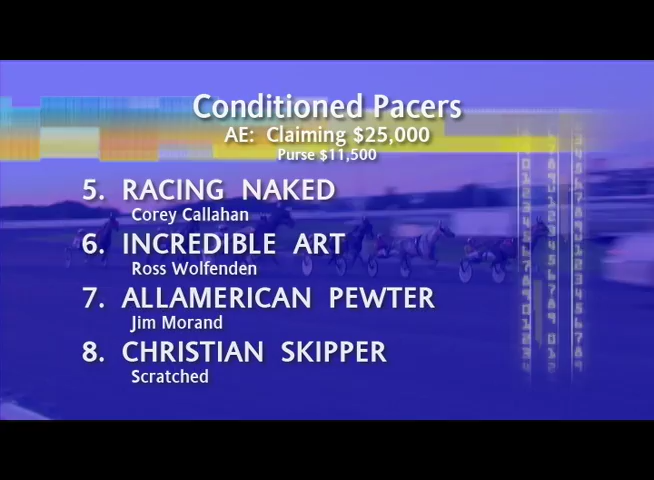 Conditioned Pacers
AE: Claiming $25,000
Purse $11,500
5. RACING NAKED
Corey Callahan
6. INCREDIBLE ART
Ross Wolfenden
7. ALLAMERICAN PEWTER
Jim Morand
8. CHRISTIAN SKIPPER
Scratched